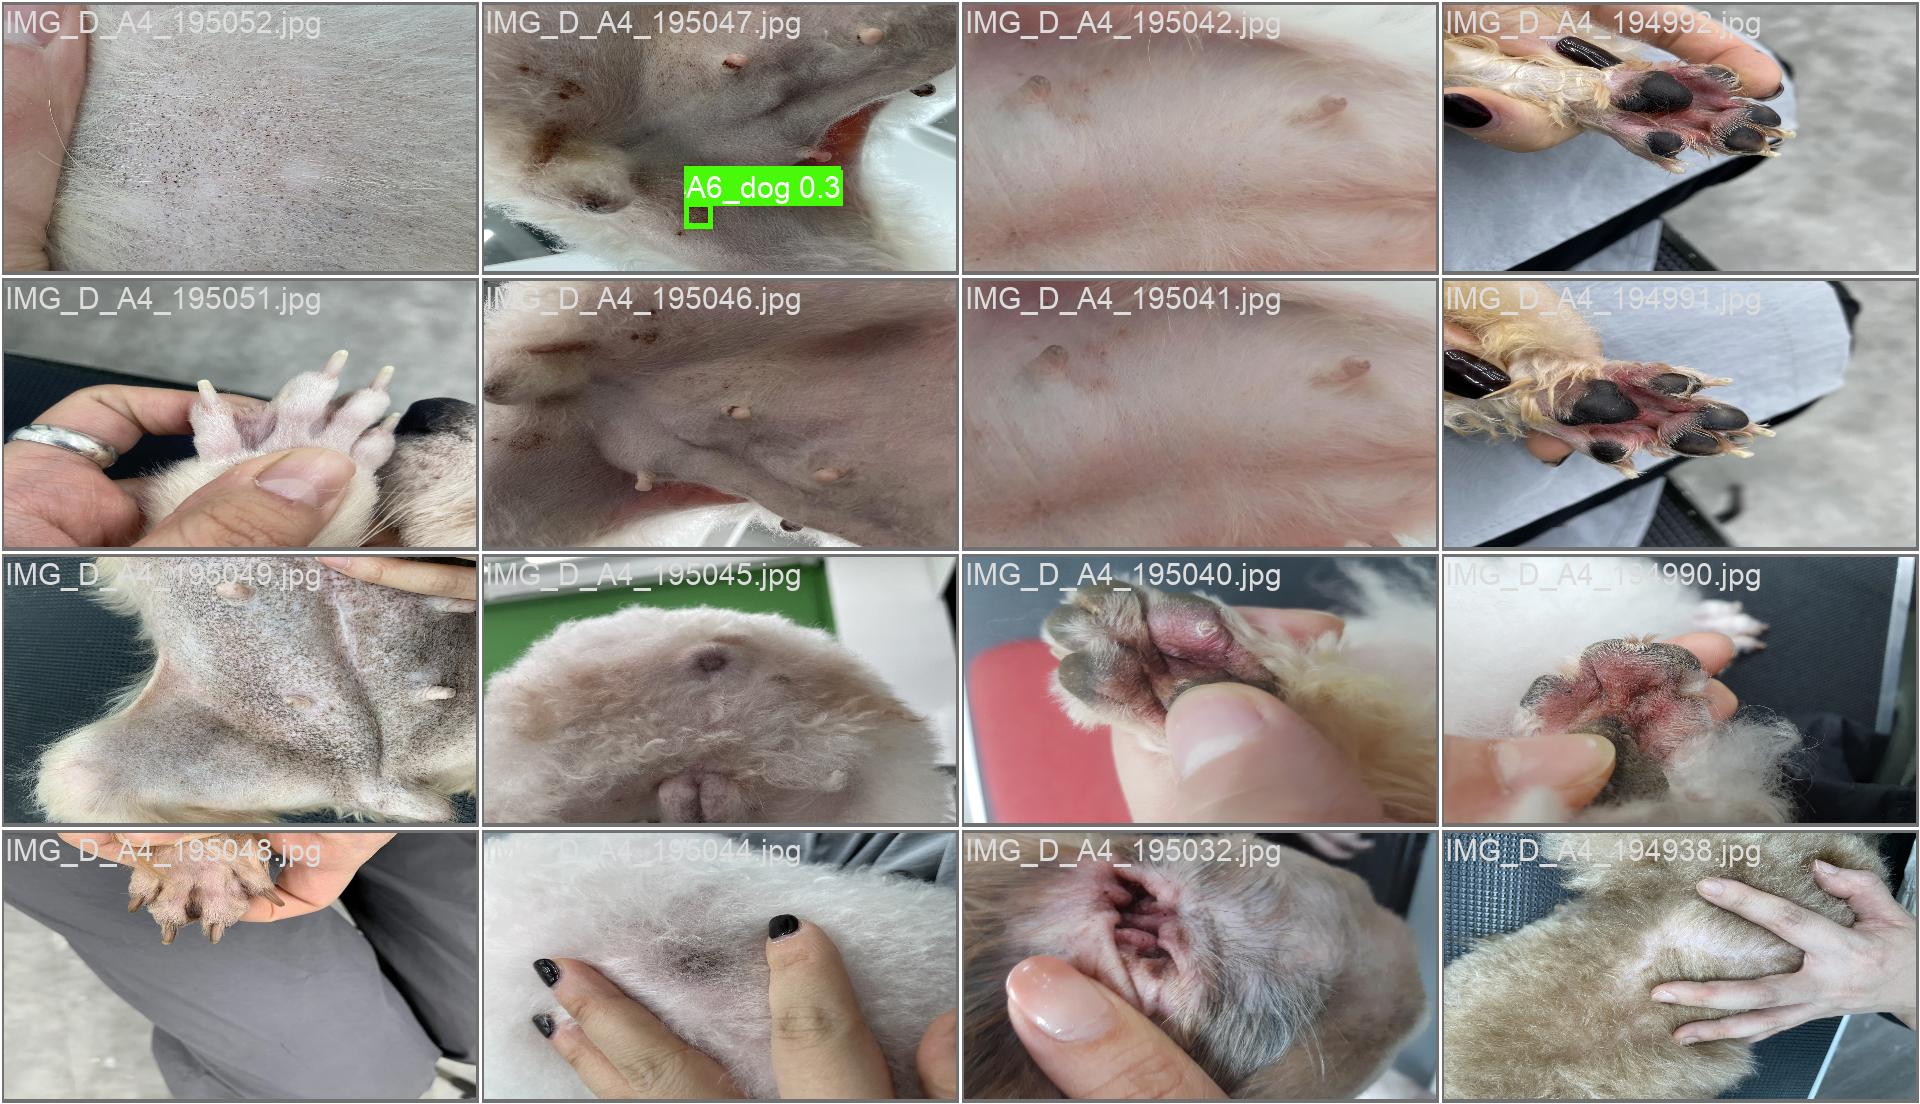 IMG_D_A4_195052.jpg
IMG_D_A4_195047.jpg
IMG_D_A4_195042.jpg
IMG_D_A4_194992.jpg
A6_dog 0.3
IMG_D_A4_195051.jpg
IMG_D_A4_195046.jpg
IMG_D_A4_195041.jpg
IMG_D_A4_194991.jpg
IMG_D_A4_195049.jpg
IMG_D_A4_195045.jpg
IMG_D_A4_195040.jpg
IMG_D_A4_194990.jpg
IMG_D_A4_195048.jpg
IMG_D_A4_195044.jpg
IMG_D_A4_195032.jpg
IMG_D_A4_194938.jpg